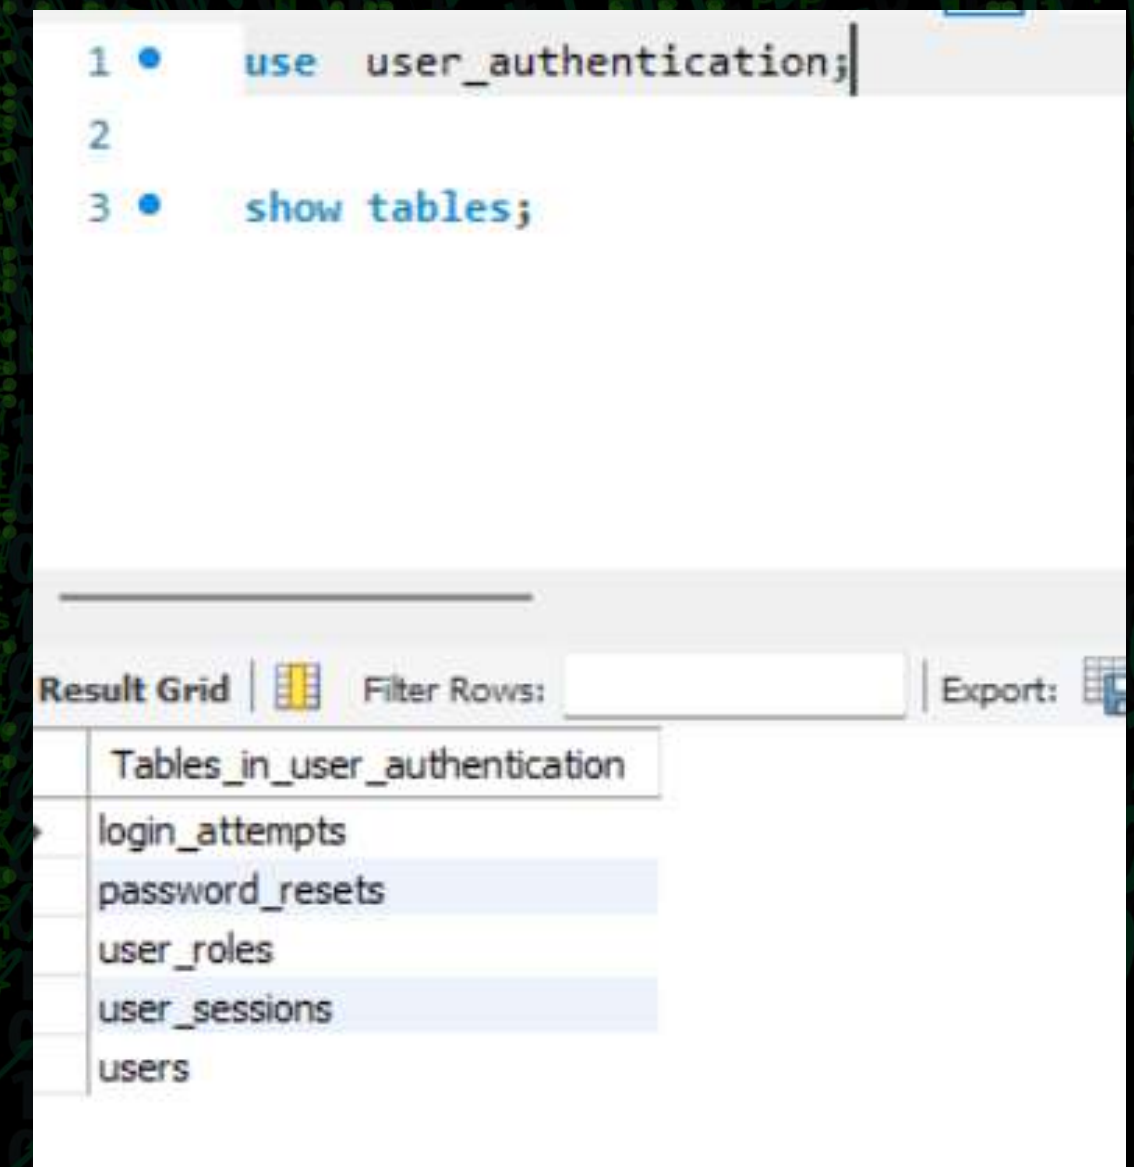 1 use user_authentication;
2
3 show tables;
Result Grid Filter Rows: Export:
Tables_in_user_authentication
login_attempts
password_resets
user_roles
user_sessions
users